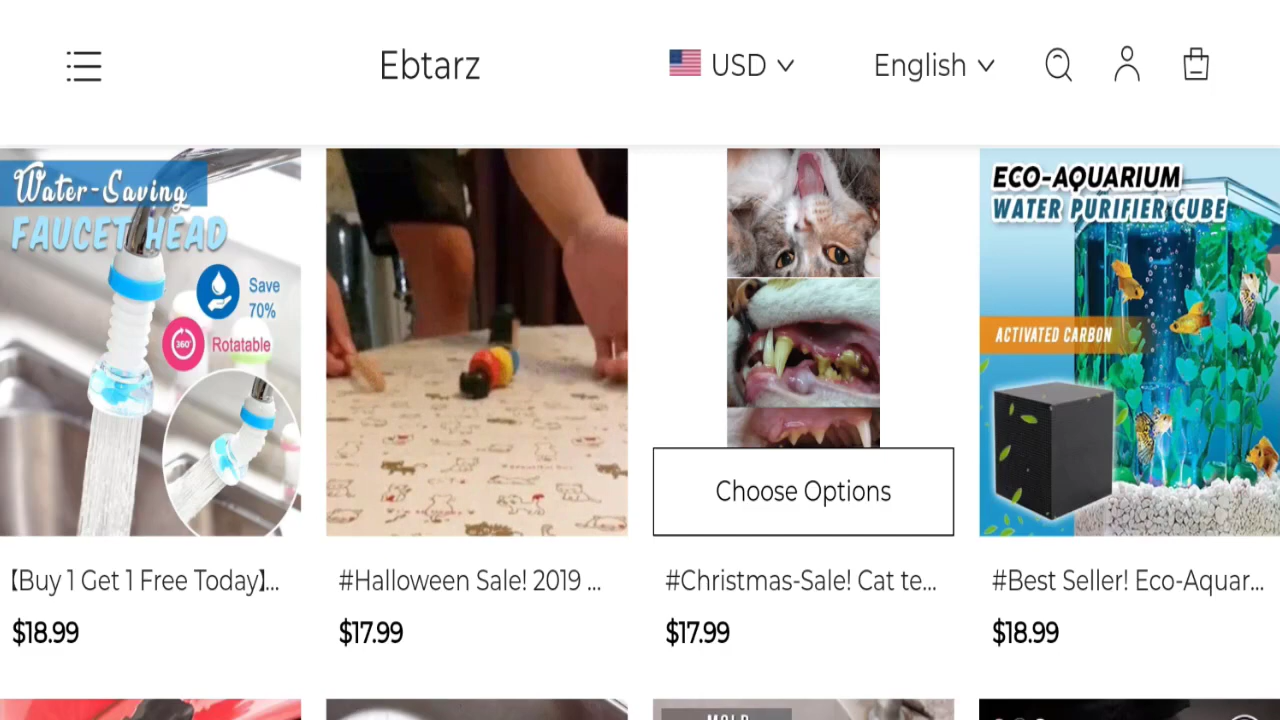 Ebtarz
USD
English
Water-Saving
FAUCET HEAD
Save
70%
360°
Rotatable
ECO-AQUARIUM
WATER PURIFIER CUBE
ACTIVATED CARBON
Choose Options
【Buy 1 Get 1 Free Today】...
#Halloween Sale! 2019 ...
#Christmas-Sale! Cat te...
#Best Seller! Eco-Aquar...
$18.99
$17.99
$17.99
$18.99